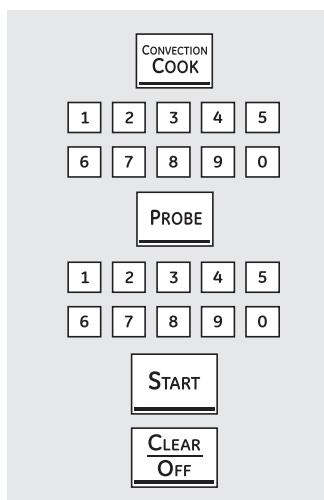 CONVECTION
COOK
1 2 3 4 5
6 7 8 9 0
PROBE
1 2 3 4 5
6 7 8 9 0
START
CLEAR
OFF